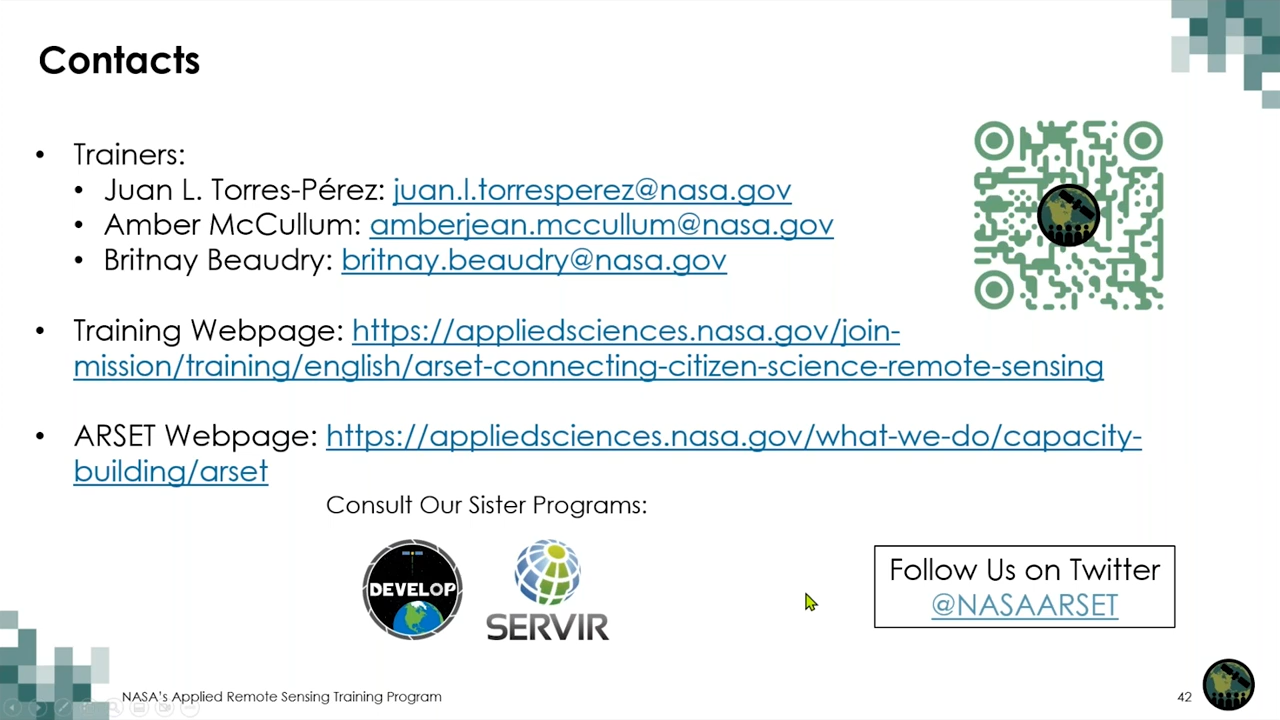 Contacts
• Trainers:
• Juan L. Torres-Pérez: juan.l.torresperez@nasa.gov
• Amber McCullum: amberjean.mccullum@nasa.gov
• Britnay Beaudry: britnay.beaudry@nasa.gov
• Training Webpage: https://appliedsciences.nasa.gov/join-
mission/training/english/arset-connecting-citizen-science-remote-sensing
• ARSET Webpage: https://appliedsciences.nasa.gov/what-we-do/capacity-
building/arset
Consult Our Sister Programs:
DEVELOP
SERVIR
Follow Us on Twitter
@NASAARSET
NASA's Applied Remote Sensing Training Program
42